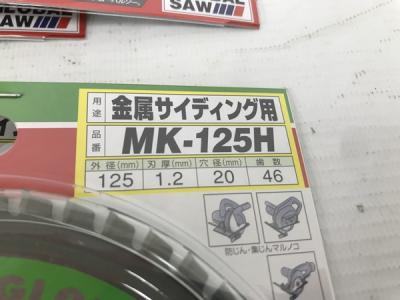 SAW
SAW
用途 金属サイディング用
品番 MK-125H
外径(mm) 刃厚(mm) 穴径(mm) 歯数
125 1.2 20 46
防じん・集じんマルノコ